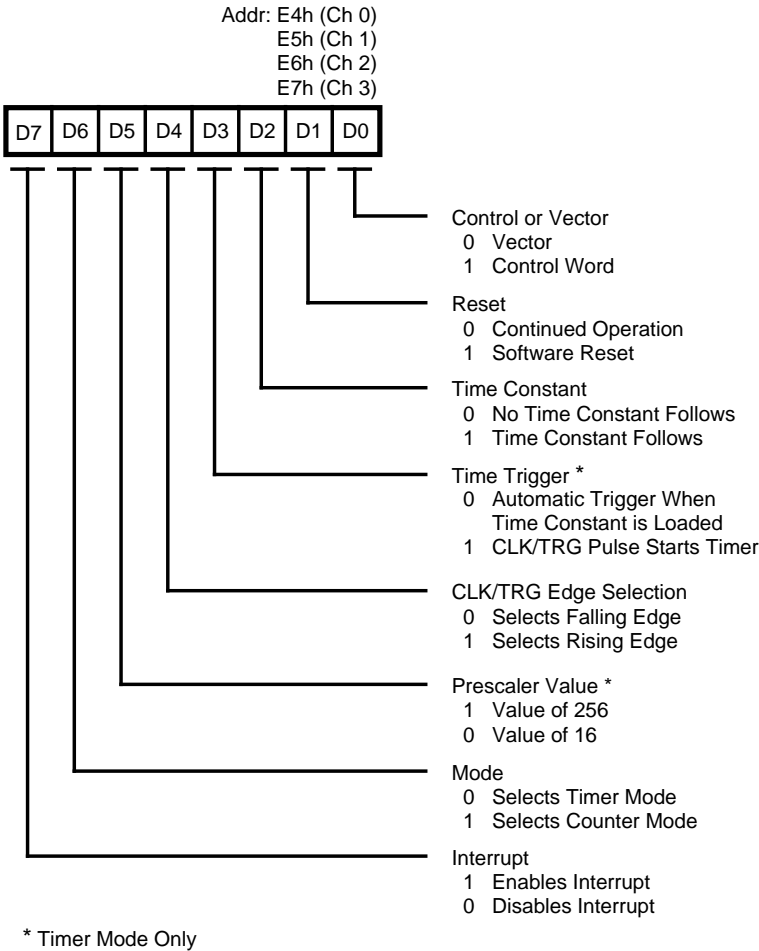 Addr: E4h (Ch 0)
E5h (Ch 1)
E6h (Ch 2)
E7h (Ch 3)
D7 D6 D5 D4 D3 D2 D1 D0
Control or Vector
0 Vector
1 Control Word
Reset
0 Continued Operation
1 Software Reset
Time Constant
0 No Time Constant Follows
1 Time Constant Follows
Time Trigger *
0 Automatic Trigger When
Time Constant is Loaded
1 CLK/TRG Pulse Starts Timer
CLK/TRG Edge Selection
0 Selects Falling Edge
1 Selects Rising Edge
Prescaler Value *
1 Value of 256
0 Value of 16
Mode
0 Selects Timer Mode
1 Selects Counter Mode
Interrupt
1 Enables Interrupt
0 Disables Interrupt
* Timer Mode Only